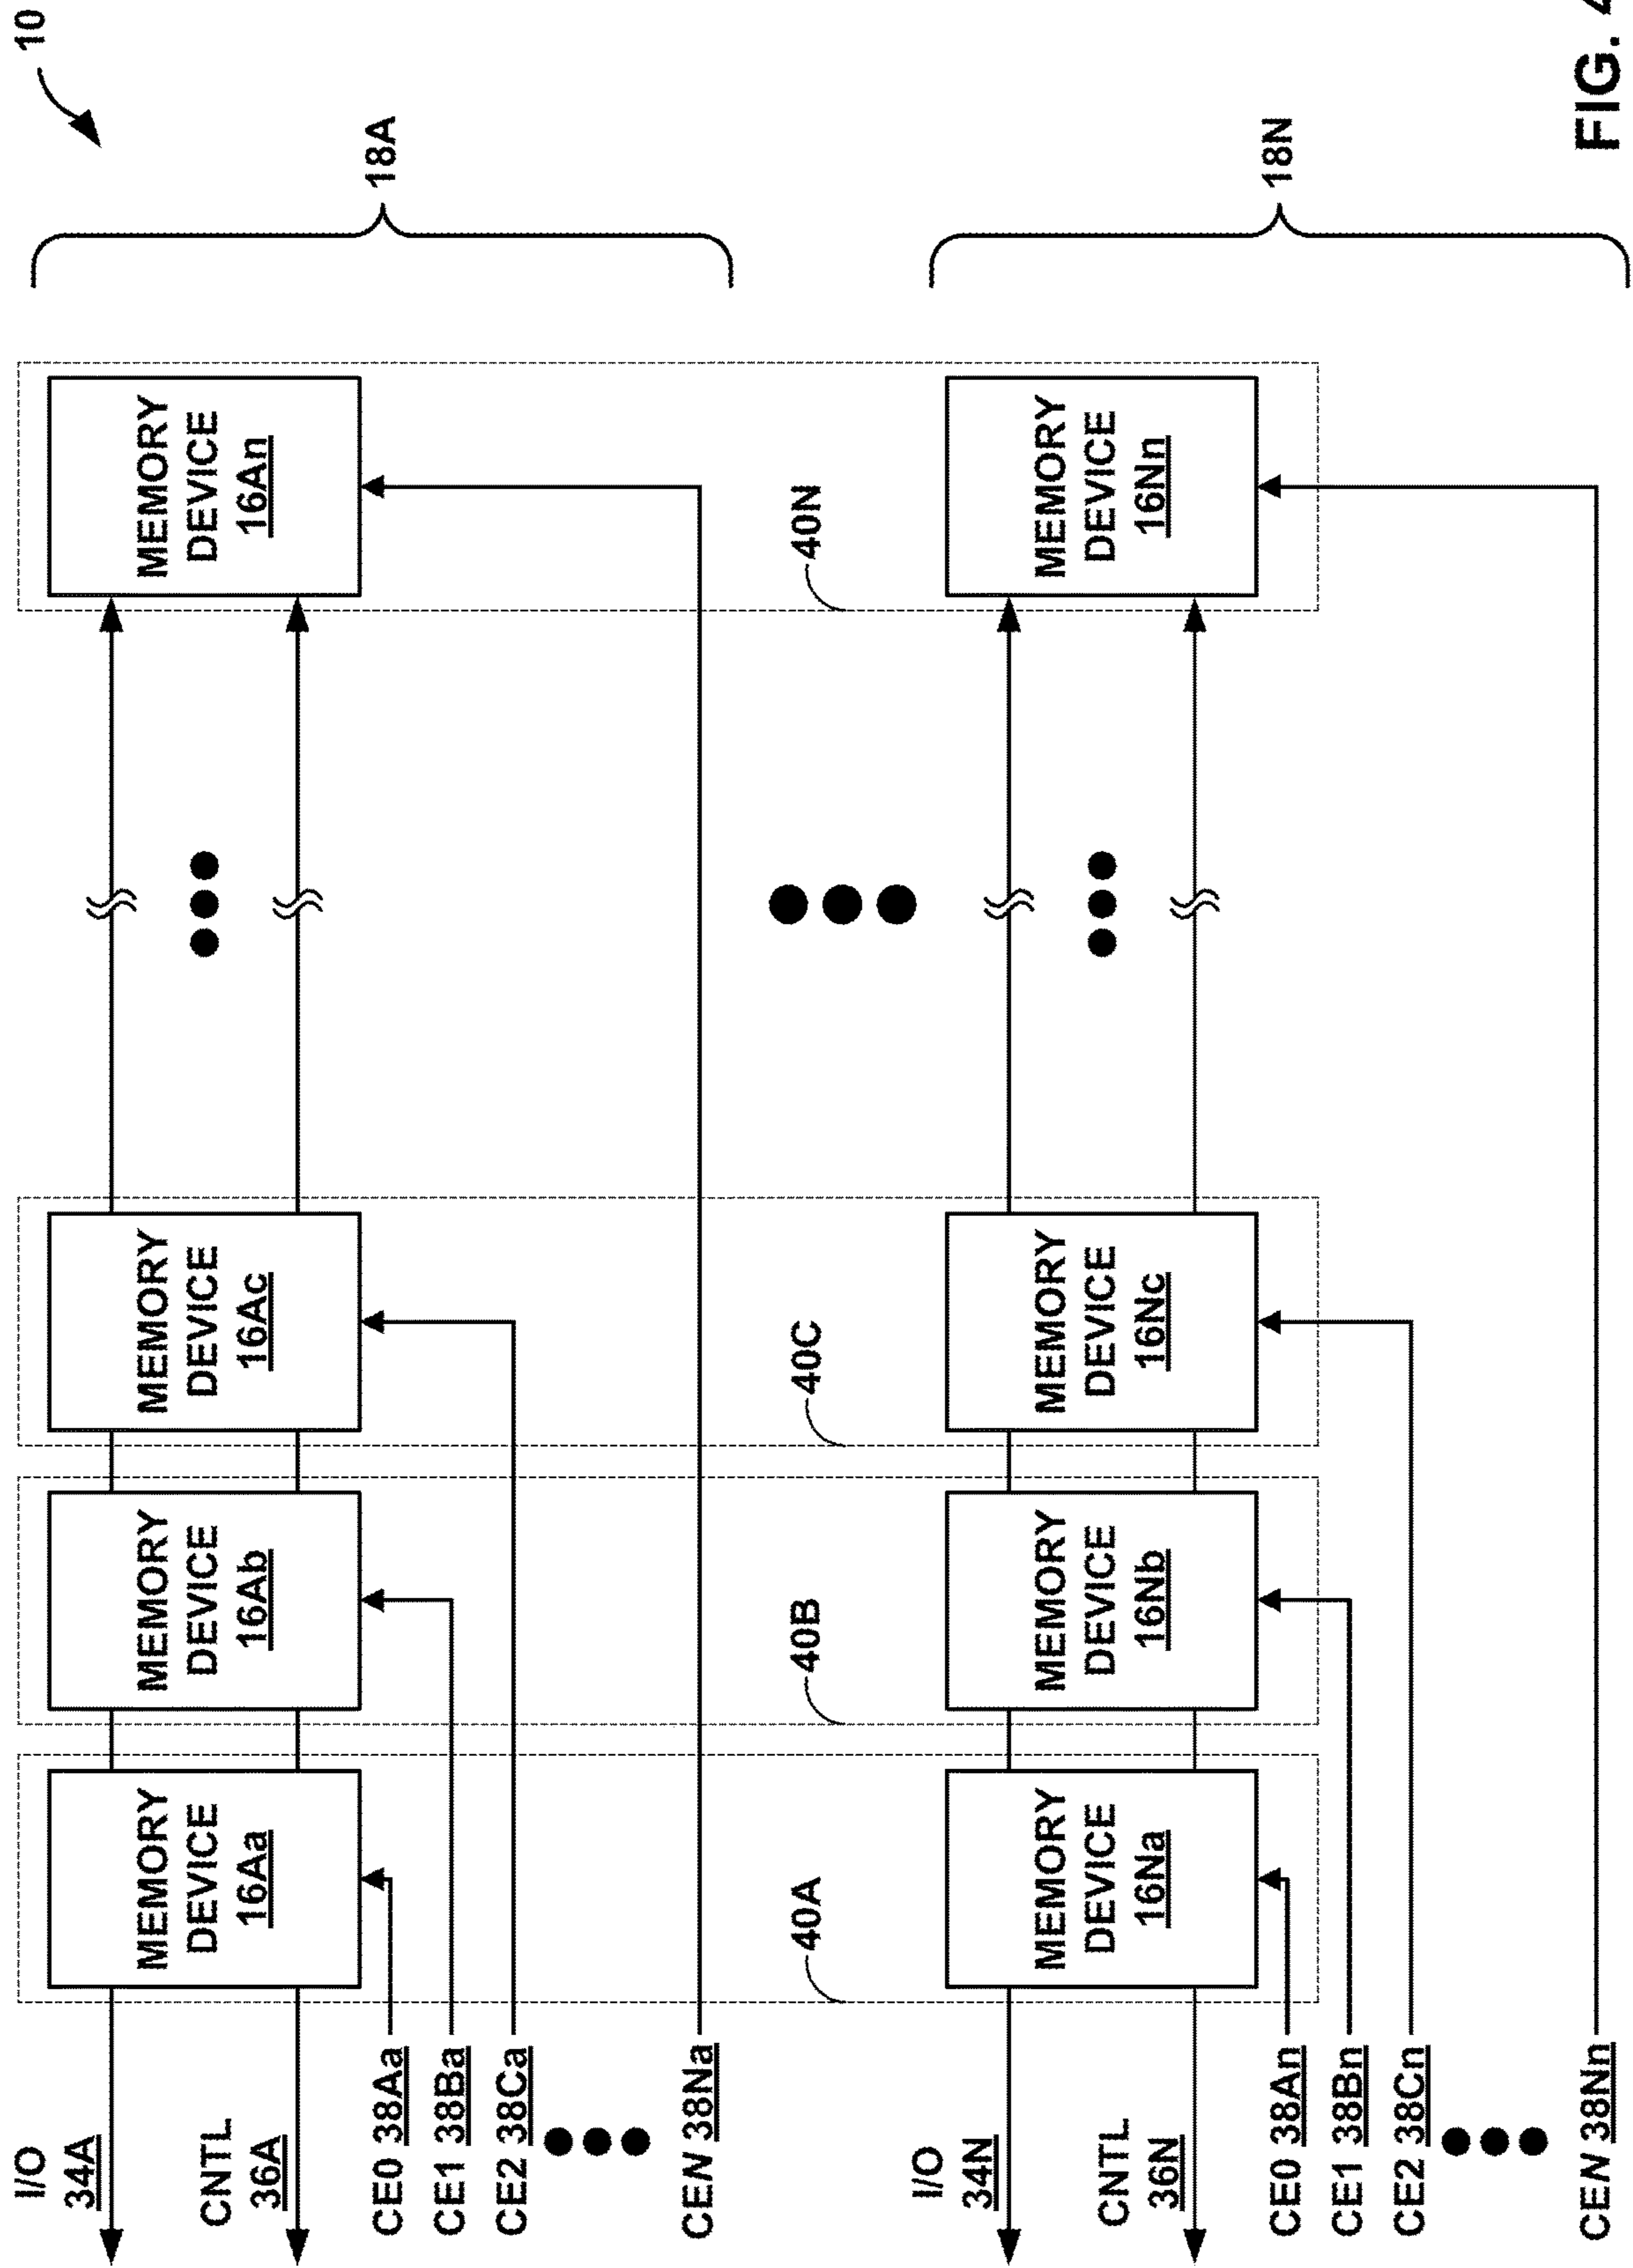 10
I/O
34A
CNTL
36A
MEMORY
DEVICE
16Aa
MEMORY
DEVICE
16Ab
MEMORY
DEVICE
16Ac
MEMORY
DEVICE
16An
18A
CE0 38Aa
CE1 38Ba
CE2 38Ca
CEN 38Na
40A
40B
40C
40N
I/O
34N
CNTL
36N
MEMORY
DEVICE
16Na
MEMORY
DEVICE
16Nb
MEMORY
DEVICE
16Nc
MEMORY
DEVICE
16Nn
18N
CE0 38An
CE1 38Bn
CE2 38Cn
CEN 38Nn
FIG. 4